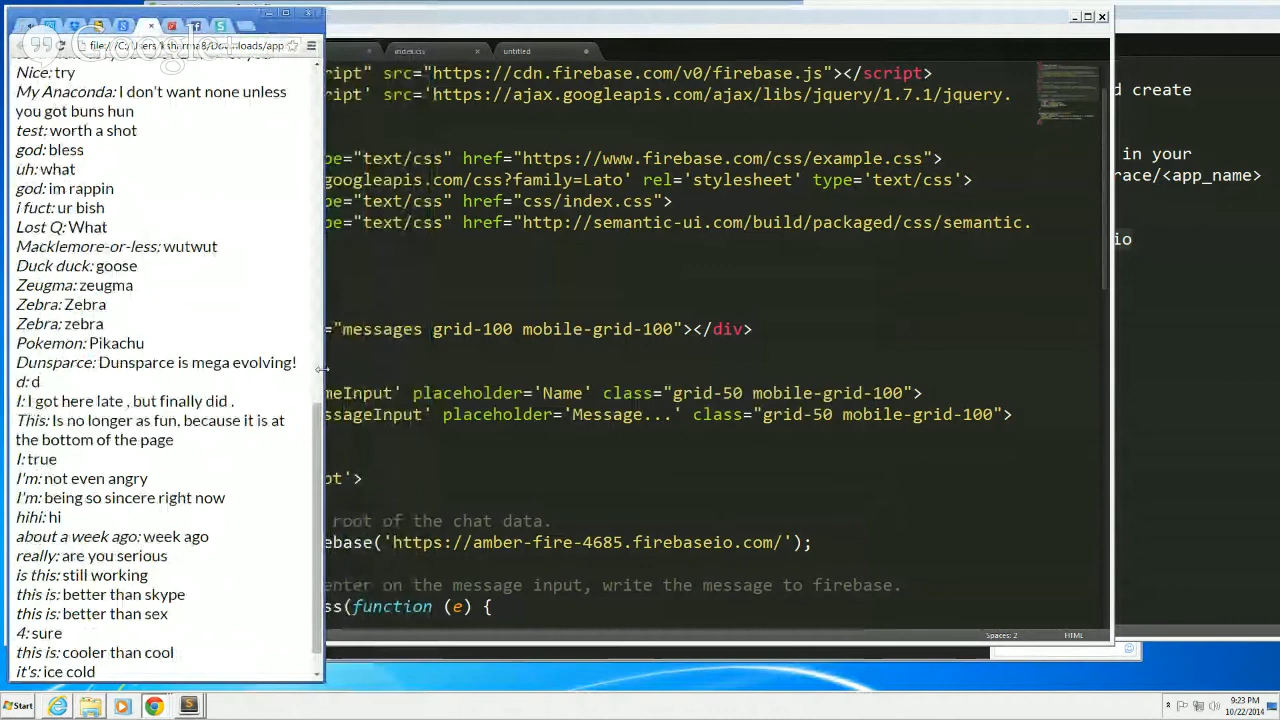 Google+
file:///C:/Users/ksharma8/Downloads/app
Nice: try
My Anaconda: I don't want none unless
you got buns hun
test: worth a shot
god: bless
uh: what
god: im rappin
i fuct: ur bish
Lost Q: What
Macklemore-or-less: wutwut
Duck duck: goose
Zeugma: zeugma
Zebra: Zebra
Zebra: zebra
Pokemon: Pikachu
Dunsparce: Dunsparce is mega evolving!
d: d
I: I got here late , but finally did .
This: Is no longer as fun, because it is at
the bottom of the page
I: true
I'm: not even angry
I'm: being so sincere right now
hihi: hi
about a week ago: week ago
really: are you serious
is this: still working
this is: better than skype
this is: better than sex
4: sure
this is: cooler than cool
it's: ice cold
index.css
untitled
ript" src="https://cdn.firebase.com/v0/firebase.js"></script>
ript" src='https://ajax.googleapis.com/ajax/libs/jquery/1.7.1/jquery.
pe="text/css" href="https://www.firebase.com/css/example.css">
googleapis.com/css?family=Lato' rel='stylesheet' type='text/css'>
pe="text/css" href="css/index.css">
pe="text/css" href="http://semantic-ui.com/build/packaged/css/semantic.
="messages grid-100 mobile-grid-100"></div>
meInput' placeholder='Name' class="grid-50 mobile-grid-100">
ssageInput' placeholder='Message...' class="grid-50 mobile-grid-100">
pt'>
root of the chat data.
ebase('https://amber-fire-4685.firebaseio.com/');
enter on the message input, write the message to firebase.
ss(function (e) {
Spaces: 2
HTML
d create
in your
race/<app_name>
io
Start
9:23 PM
10/22/2014